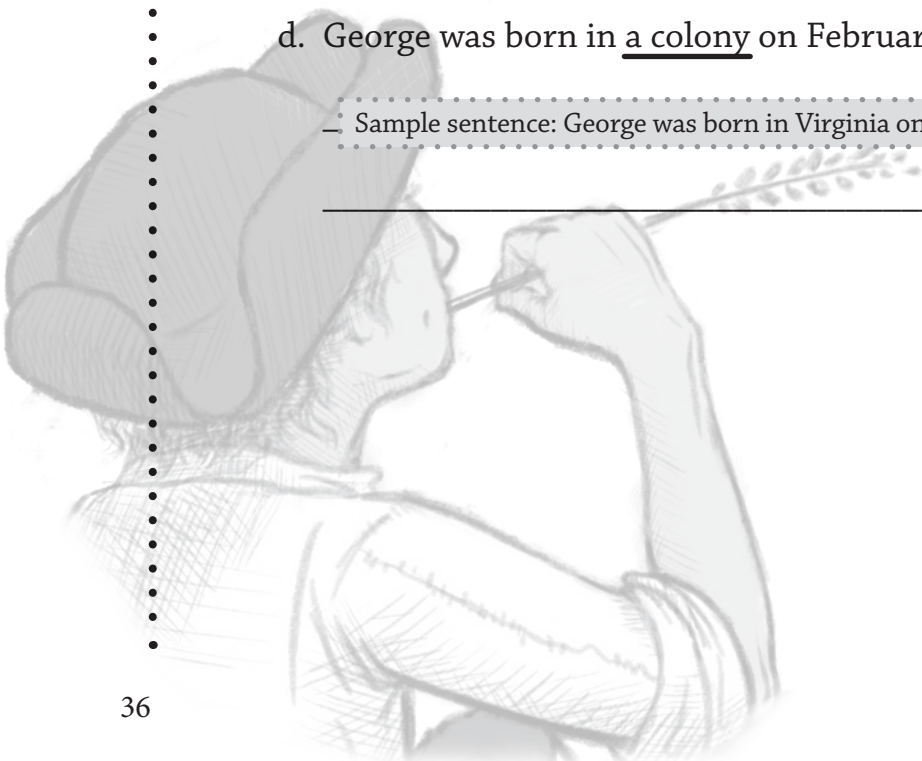 d. George was born in a colony on Februar
Sample sentence: George was born in Virginia on
36